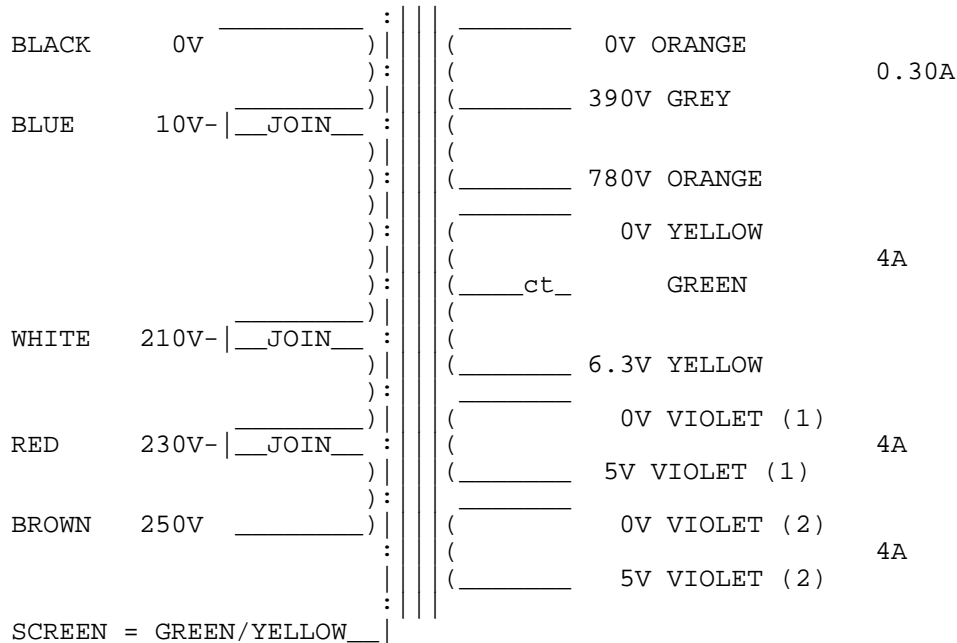 BLACK 0V 0V ORANGE
0.30A
390V GREY
BLUE 10V- JOIN
780V ORANGE
0V YELLOW
4A
ct GREEN
WHITE 210V- JOIN
6.3V YELLOW
0V VIOLET (1)
RED 230V- JOIN 4A
5V VIOLET (1)
BROWN 250V 0V VIOLET (2)
4A
5V VIOLET (2)
SCREEN = GREEN/YELLOW